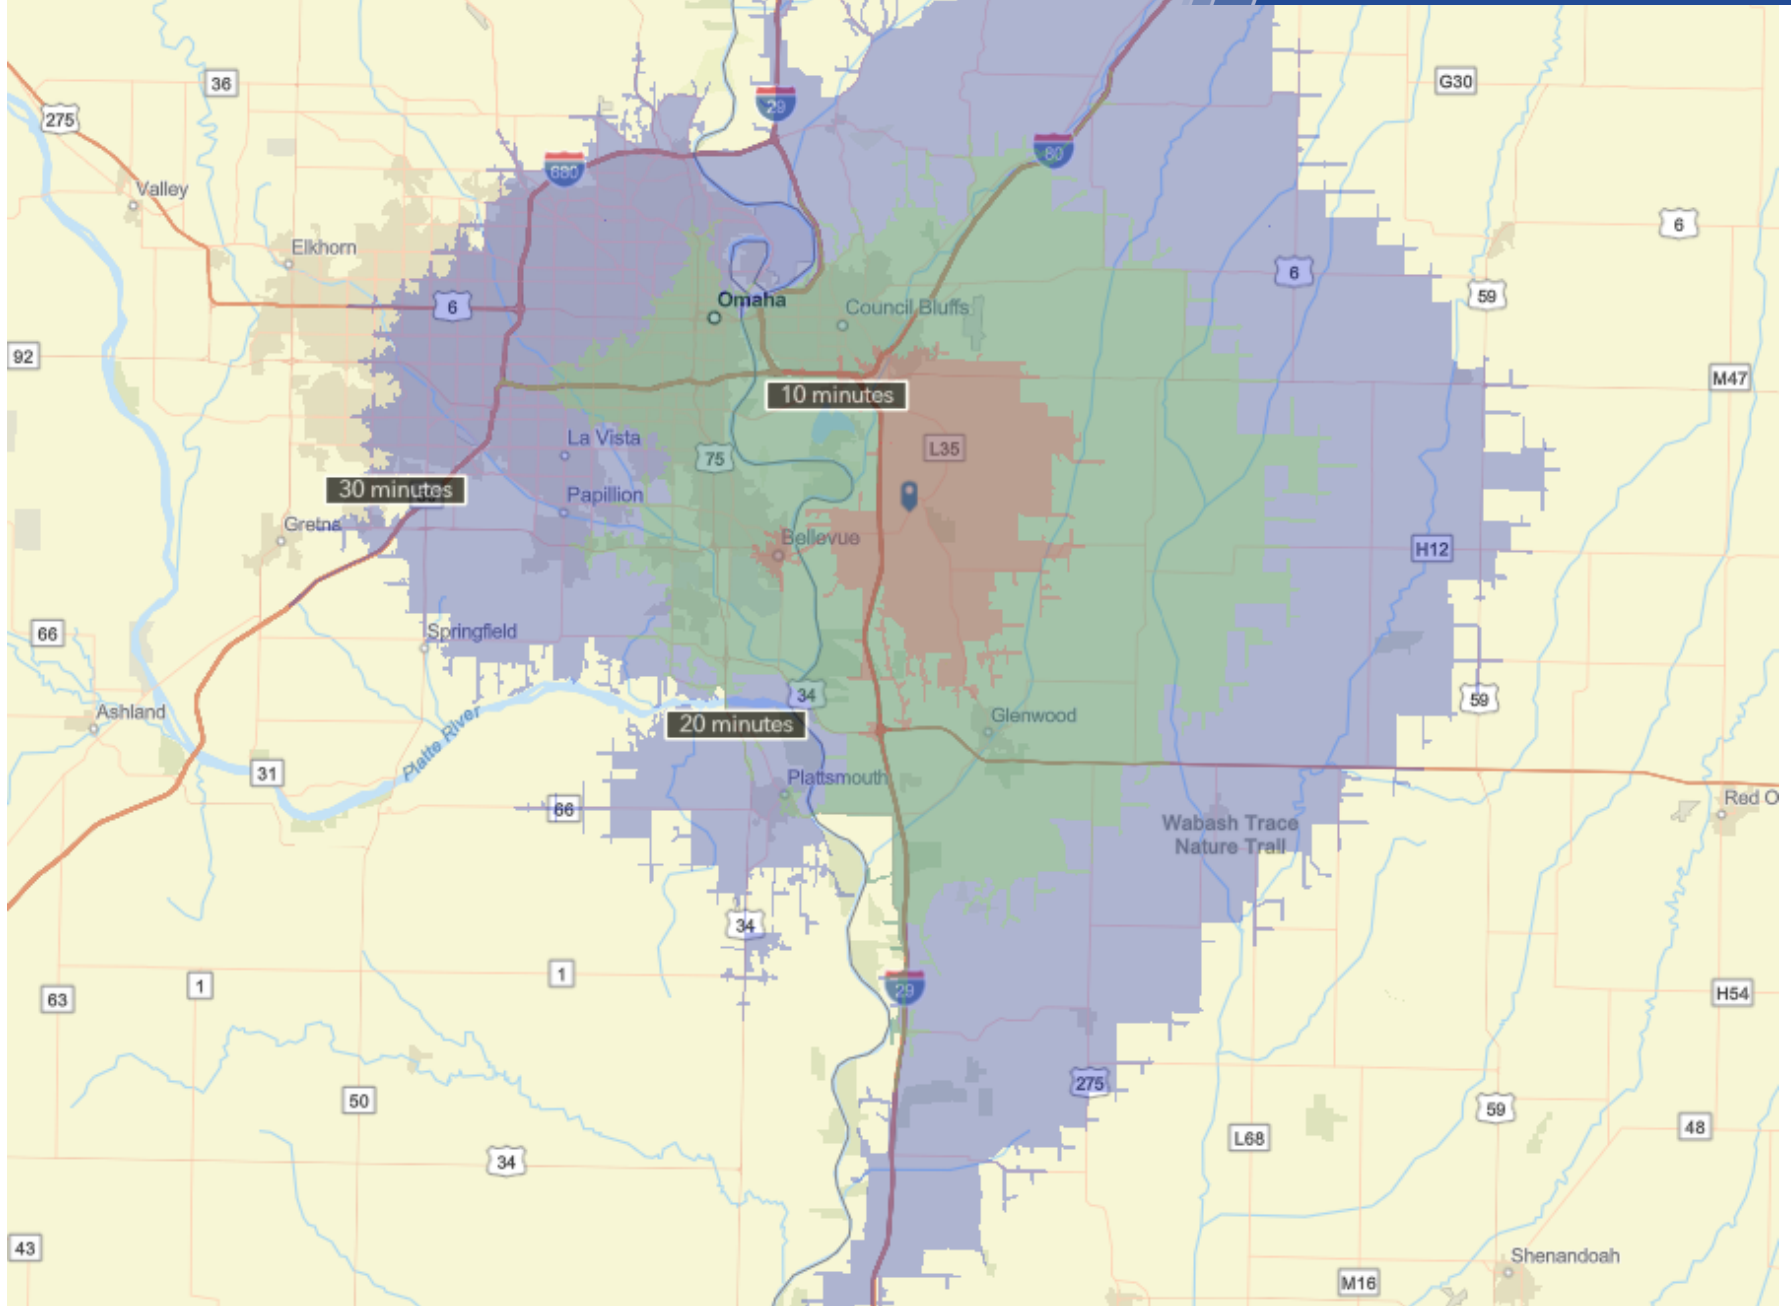 36
G30
275
29
80
680
Valley
6
Elkhorn
6
59
6
Omaha
Council Bluffs
92
M47
10 minutes
La Vista
L35
75
30 minutes
Papillion
Gretna
Bellevue
H12
66
Springfield
34
59
Ashland
Glenwood
20 minutes
Platte River
31
Plattsmouth
Red O
66
Wabash Trace
Nature Trail
34
1
1
63
29
H54
275
50
59
48
L68
34
43
Shenandoah
M16